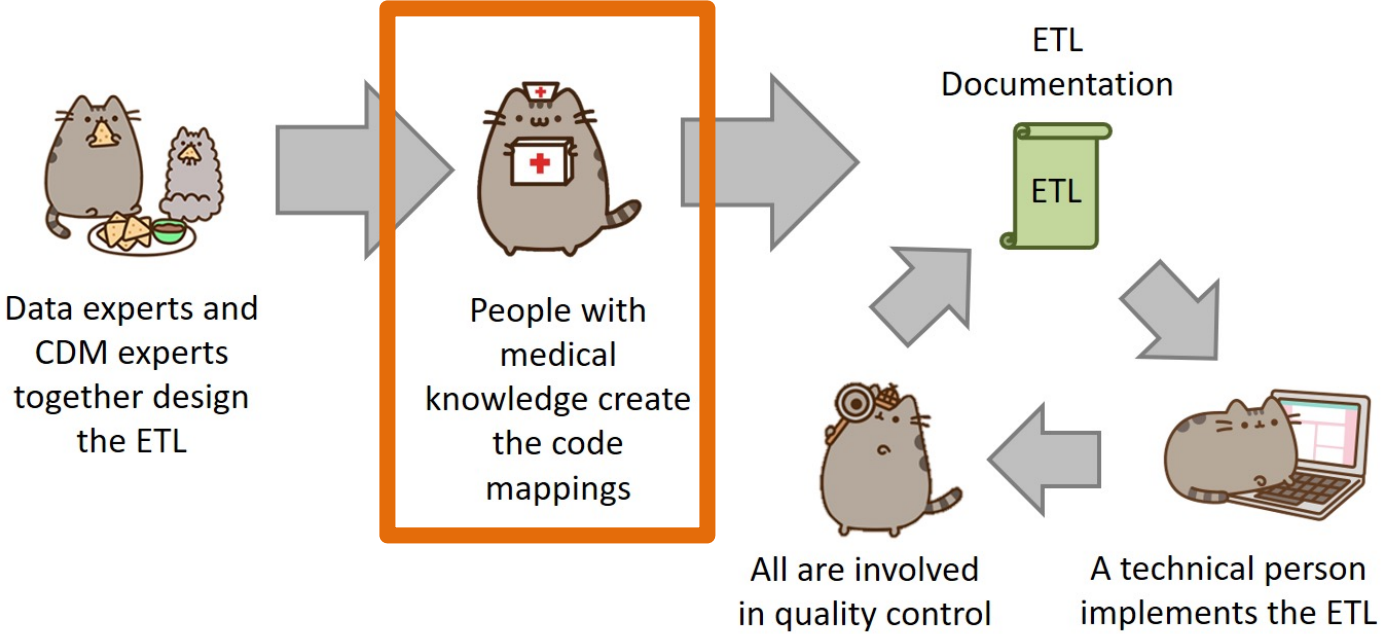 Data experts and
CDM experts
together design
the ETL
People with
medical
knowledge create
the code
mappings
ETL
Documentation
ETL
A technical person
implements the ETL
All are involved
in quality control